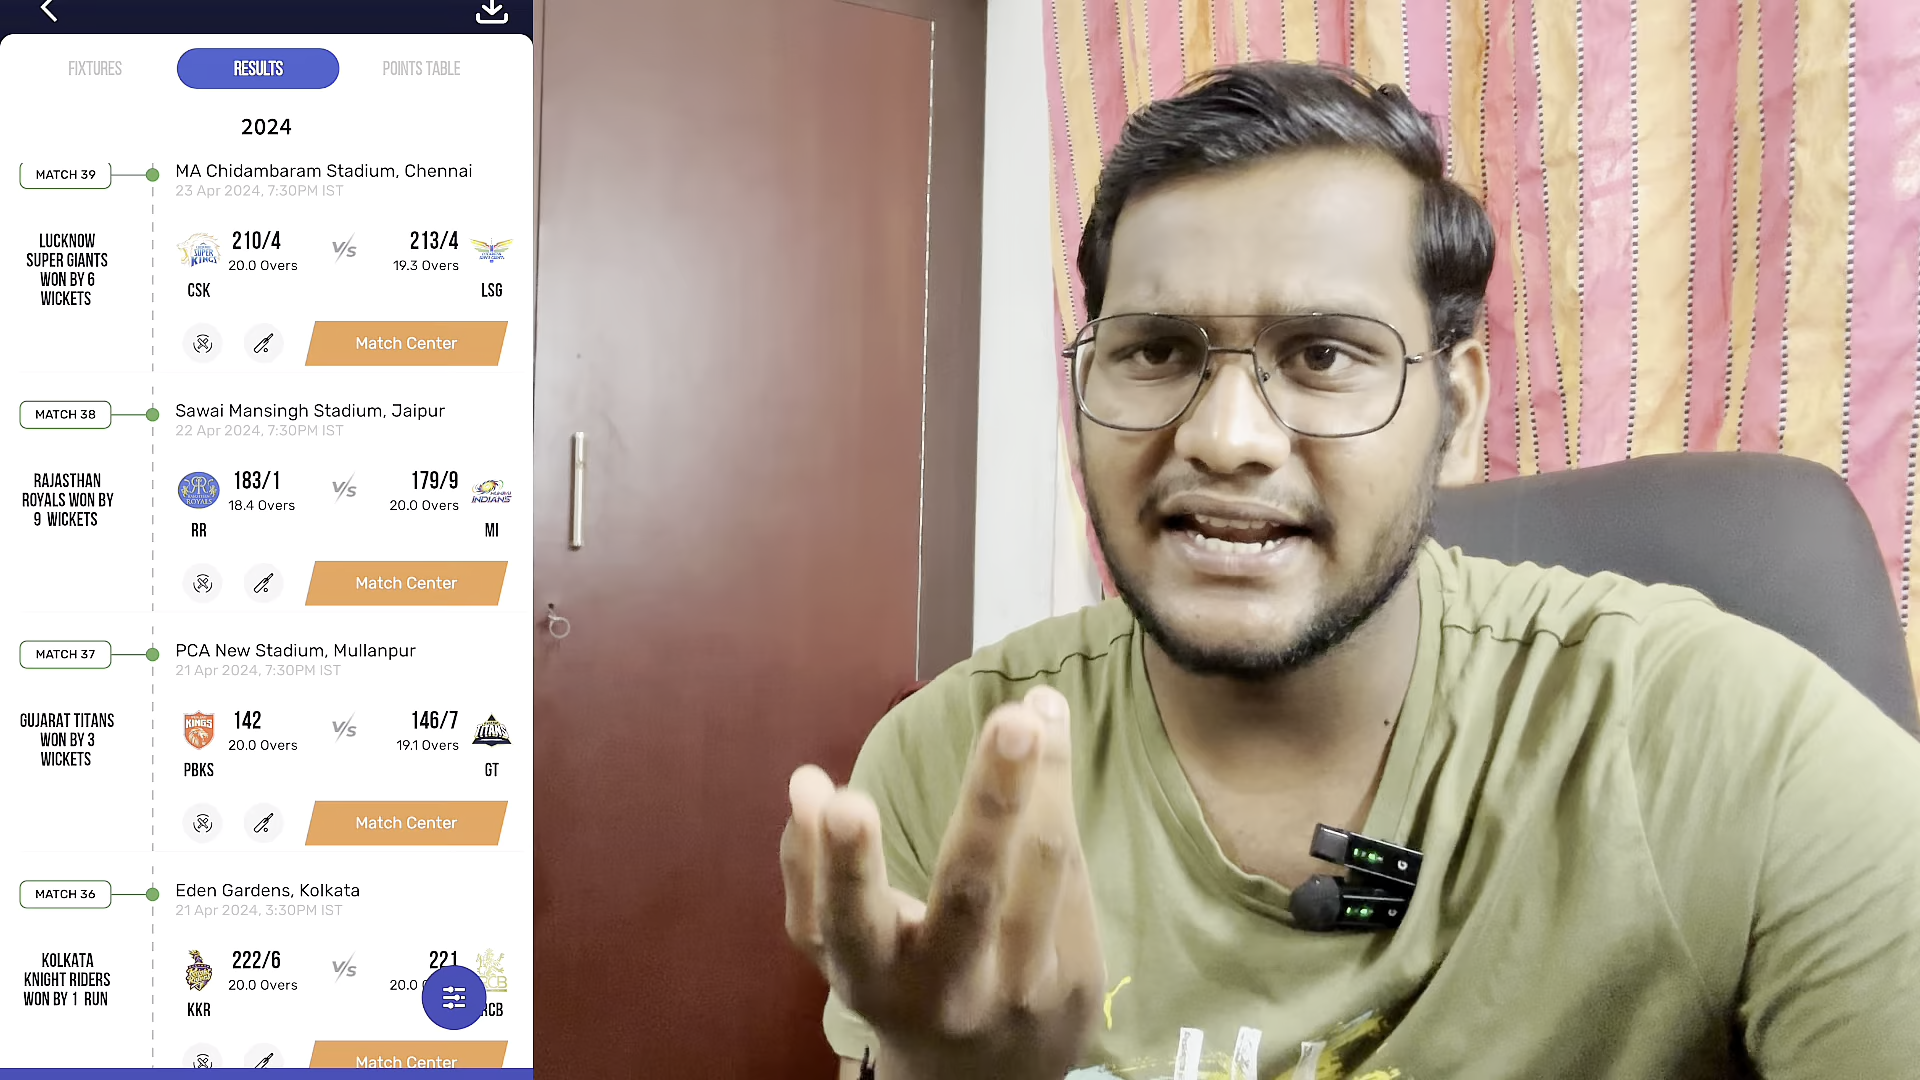 FIXTURES
RESULTS
POINTS TABLE
2024
MATCH 39
MA Chidambaram Stadium, Chennai
23 Apr 2024, 7:30PM IST
LUCKNOW
SUPER GIANTS
WON BY 6
WICKETS
210/4
20.0 Overs
CSK
V/S
213/4
19.3 Overs
LSG
Match Center
MATCH 38
Sawai Mansingh Stadium, Jaipur
22 Apr 2024, 7:30PM IST
RAJASTHAN
ROYALS WON BY
9 WICKETS
183/1
18.4 Overs
RR
V/S
179/9
20.0 Overs
INDIANS
MI
Match Center
MATCH 37
PCA New Stadium, Mullanpur
21 Apr 2024, 7:30PM IST
GUJARAT TITANS
WON BY 3
WICKETS
KINGS
142
20.0 Overs
PBKS
V/S
146/7
19.1 Overs
TITANS
GT
Match Center
MATCH 36
Eden Gardens, Kolkata
21 Apr 2024, 3:30PM IST
KOLKATA
KNIGHT RIDERS
WON BY 1 RUN
222/6
20.0 Overs
KKR
V/S
221
20.0
RCB
Match Center